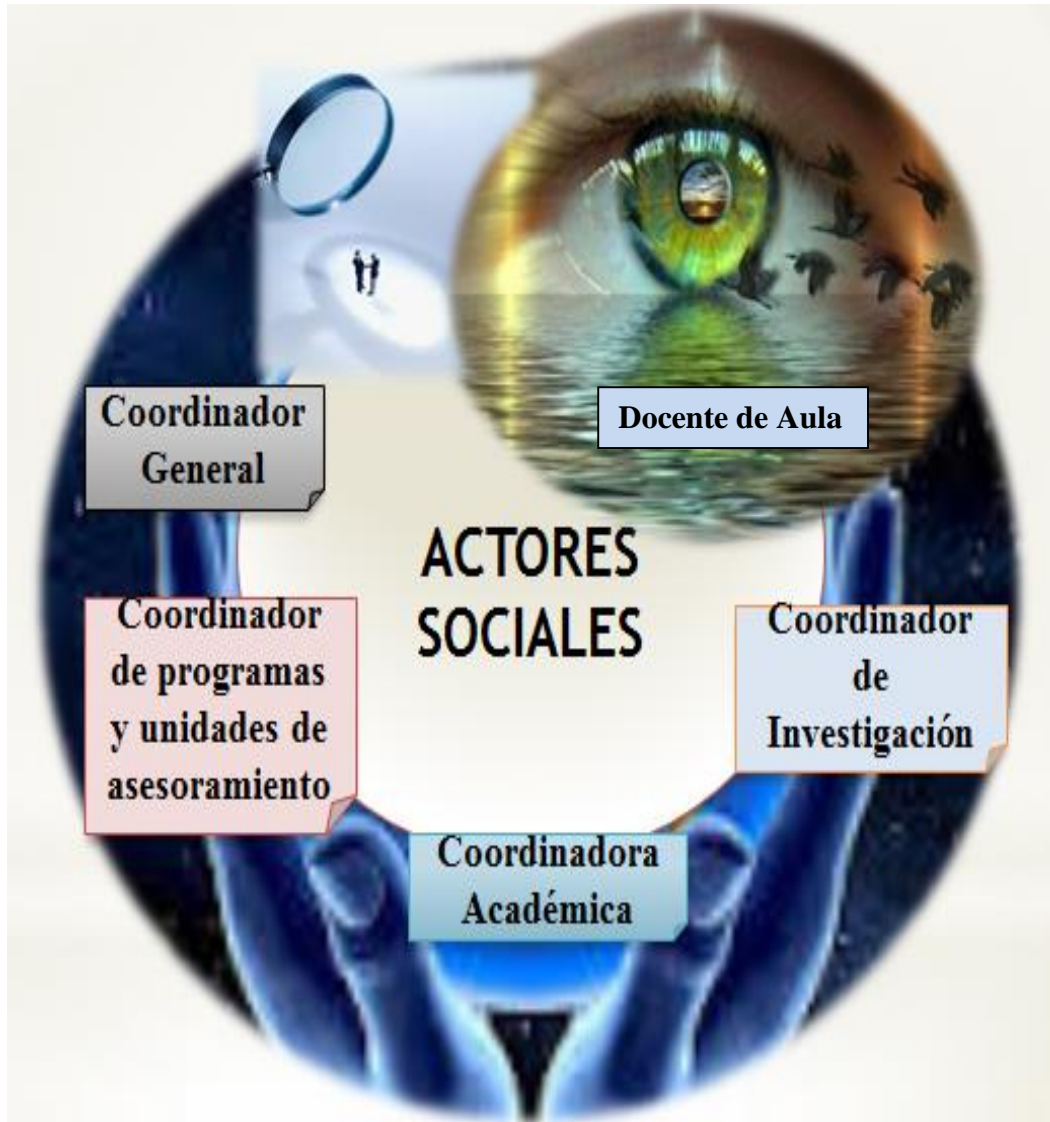 Coordinador
General
Docente de Aula
ACTORES
SOCIALES
Coordinador
de programas
y unidades de
asesoramiento
Coordinador
de
Investigación
Coordinadora
Académica